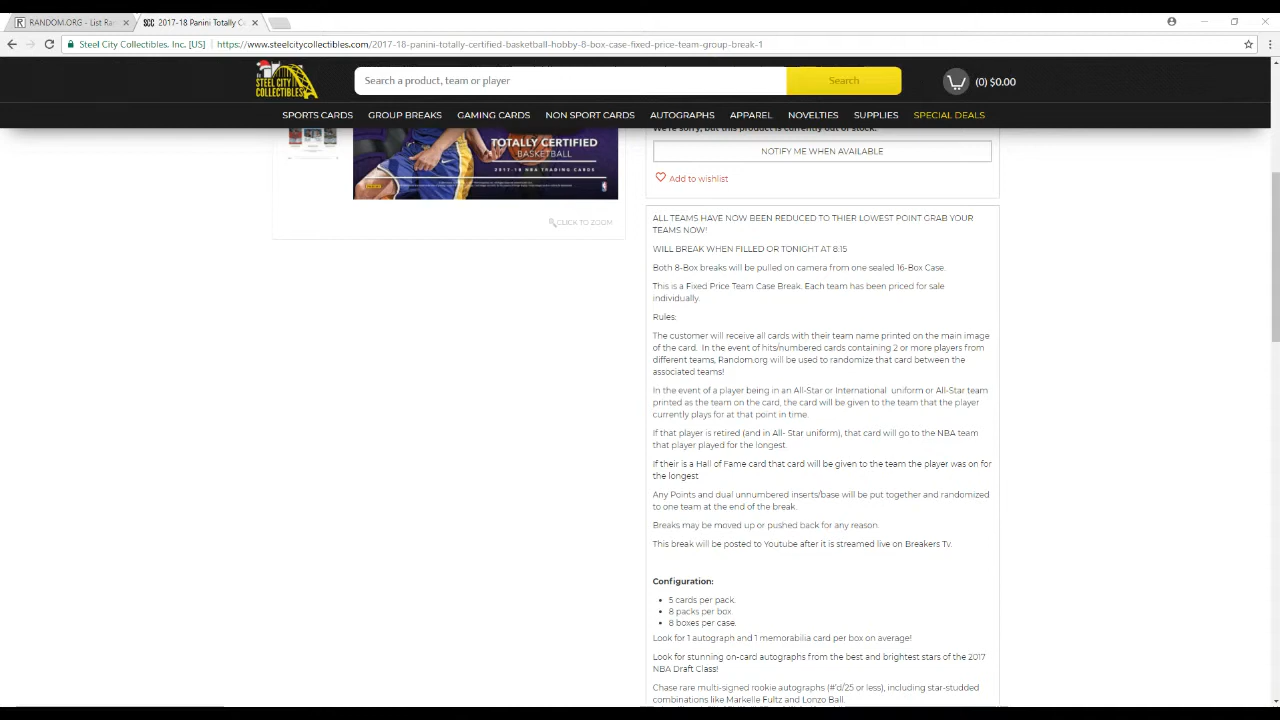 RANDOM.ORG - List Ra
SCC 2017-18 Panini Totally C
Steel City Collectibles. Inc. [US] https://www.steelcitycollectibles.com/2017-18-panini-totally-certified-basketball-hobby-8-box-case-fixed-price-team-group-break-1
STEEL CITY
COLLECTIBLES
Search a product, team or player
Search
(0) $0.00
SPORTS CARDS GROUP BREAKS GAMING CARDS NON SPORT CARDS AUTOGRAPHS APPAREL NOVELTIES SUPPLIES SPECIAL DEALS
We're sorry, but this product is currently out of stock.
TOTALLY CERTIFIED
BASKETBALL
2017-18 NBA TRADING CARDS
NOTIFY ME WHEN AVAILABLE
Add to wishlist
CLICK TO ZOOM
ALL TEAMS HAVE NOW BEEN REDUCED TO THIER LOWEST POINT GRAB YOUR
TEAMS NOW!
WILL BREAK WHEN FILLED OR TONIGHT AT 8:15
Both 8-Box breaks will be pulled on camera from one sealed 16-Box Case.
This is a Fixed Price Team Case Break. Each team has been priced for sale
individually.
Rules:
The customer will receive all cards with their team name printed on the main image
of the card. In the event of hits/numbered cards containing 2 or more players from
different teams, Random.org will be used to randomize that card between the
associated teams!
In the event of a player being in an All-Star or International uniform or All-Star team
printed as the team on the card, the card will be given to the team that the player
currently plays for at that point in time.
If that player is retired (and in All- Star uniform), that card will go to the NBA team
that player played for the longest.
If their is a Hall of Fame card that card will be given to the team the player was on for
the longest
Any Points and dual unnumbered inserts/base will be put together and randomized
to one team at the end of the break.
Breaks may be moved up or pushed back for any reason.
This break will be posted to Youtube after it is streamed live on Breakers Tv.
Configuration:
5 cards per pack.
8 packs per box.
8 boxes per case.
Look for 1 autograph and 1 memorabilia card per box on average!
Look for stunning on-card autographs from the best and brightest stars of the 2017
NBA Draft Class!
Chase rare multi-signed rookie autographs (#'d/25 or less), including star-studded
combinations like Markelle Fultz and Lonzo Ball.